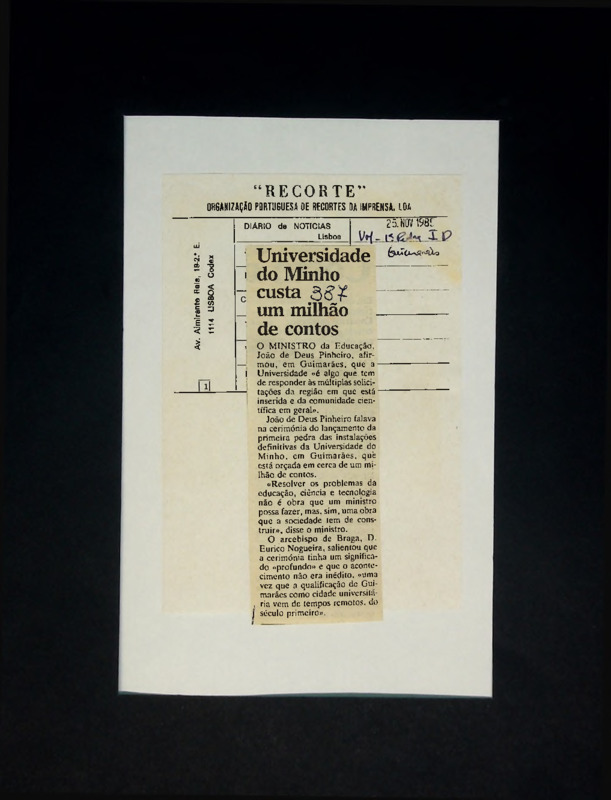 “RECORTE”
ORGANIZAÇÃO PORTUGUESA DE RECORTES DA IMPRENSA, LDA
Av. Almirante Reis, 19-2.º E.
1114 LISBOA Codex
1
DIÁRIO de NOTÍCIAS
Lisboa
25. NOV 1985
I D
Guimarães
Universidade
do Minho
custa 387
um milhão
de contos
O MINISTRO da Educação,
João de Deus Pinheiro, afir-
mou, em Guimarães, que a
Universidade «é algo que tem
de responder às múltiplas solici-
tações da região em que está
inserida e da comunidade cien-
tífica em geral».
João de Deus Pinheiro falava
na cerimónia do lançamento da
primeira pedra das instalações
definitivas da Universidade do
Minho, em Guimarães, que
está orçada em cerca de um mi-
lhão de contos.
«Resolver os problemas da
educação, ciência e tecnologia
não é obra que um ministro
possa fazer, mas, sim, uma obra
que a sociedade tem de cons-
truir», disse o ministro.
O arcebispo de Braga, D.
Eurico Nogueira, salientou que
a cerimónia tinha um significa-
do «profundo» e que o aconte-
cimento não era inédito, «uma
vez que a qualificação de Gui-
marães como cidade universitá-
ria vem de tempos remotos, do
século primeiro».